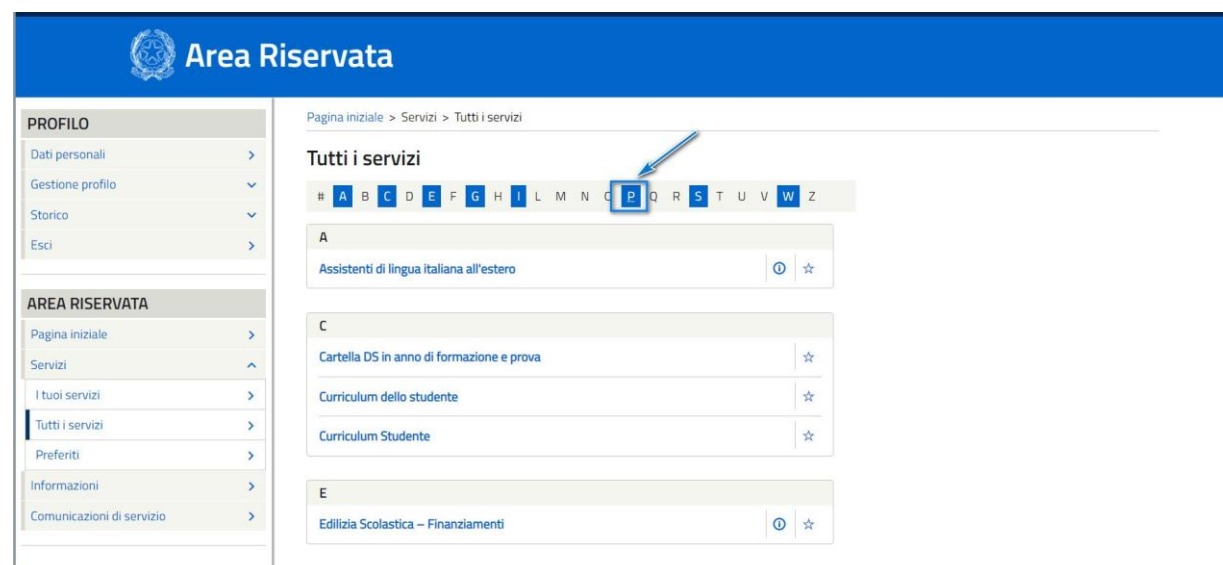 Area Riservata
PROFILO
Dati personali
Gestione profilo
Storico
Esci
AREA RISERVATA
Pagina iniziale
Servizi
I tuoi servizi
Tutti i servizi
Preferiti
Informazioni
Comunicazioni di servizio
Pagina iniziale > Servizi > Tutti i servizi
Tutti i servizi
# A B C D E F G H I L M N O P Q R S T U V W Z
A
Assistenti di lingua italiana all'estero
C
Cartella DS in anno di formazione e prova
Curriculum dello studente
Curriculum Studente
E
Edilizia Scolastica – Finanziamenti